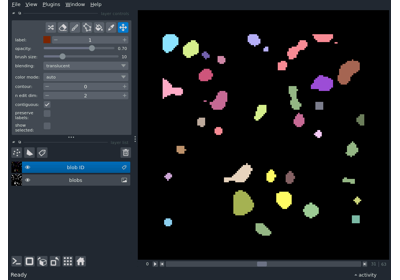 File View Plugins Window Help
label: 1
opacity: 0.70
brush size: 10
blending: translucent
color mode: auto
contour: 0
n edit dim: 2
contiguous:
preserve labels:
show selected:
blob ID
blobs
0
Ready
activity